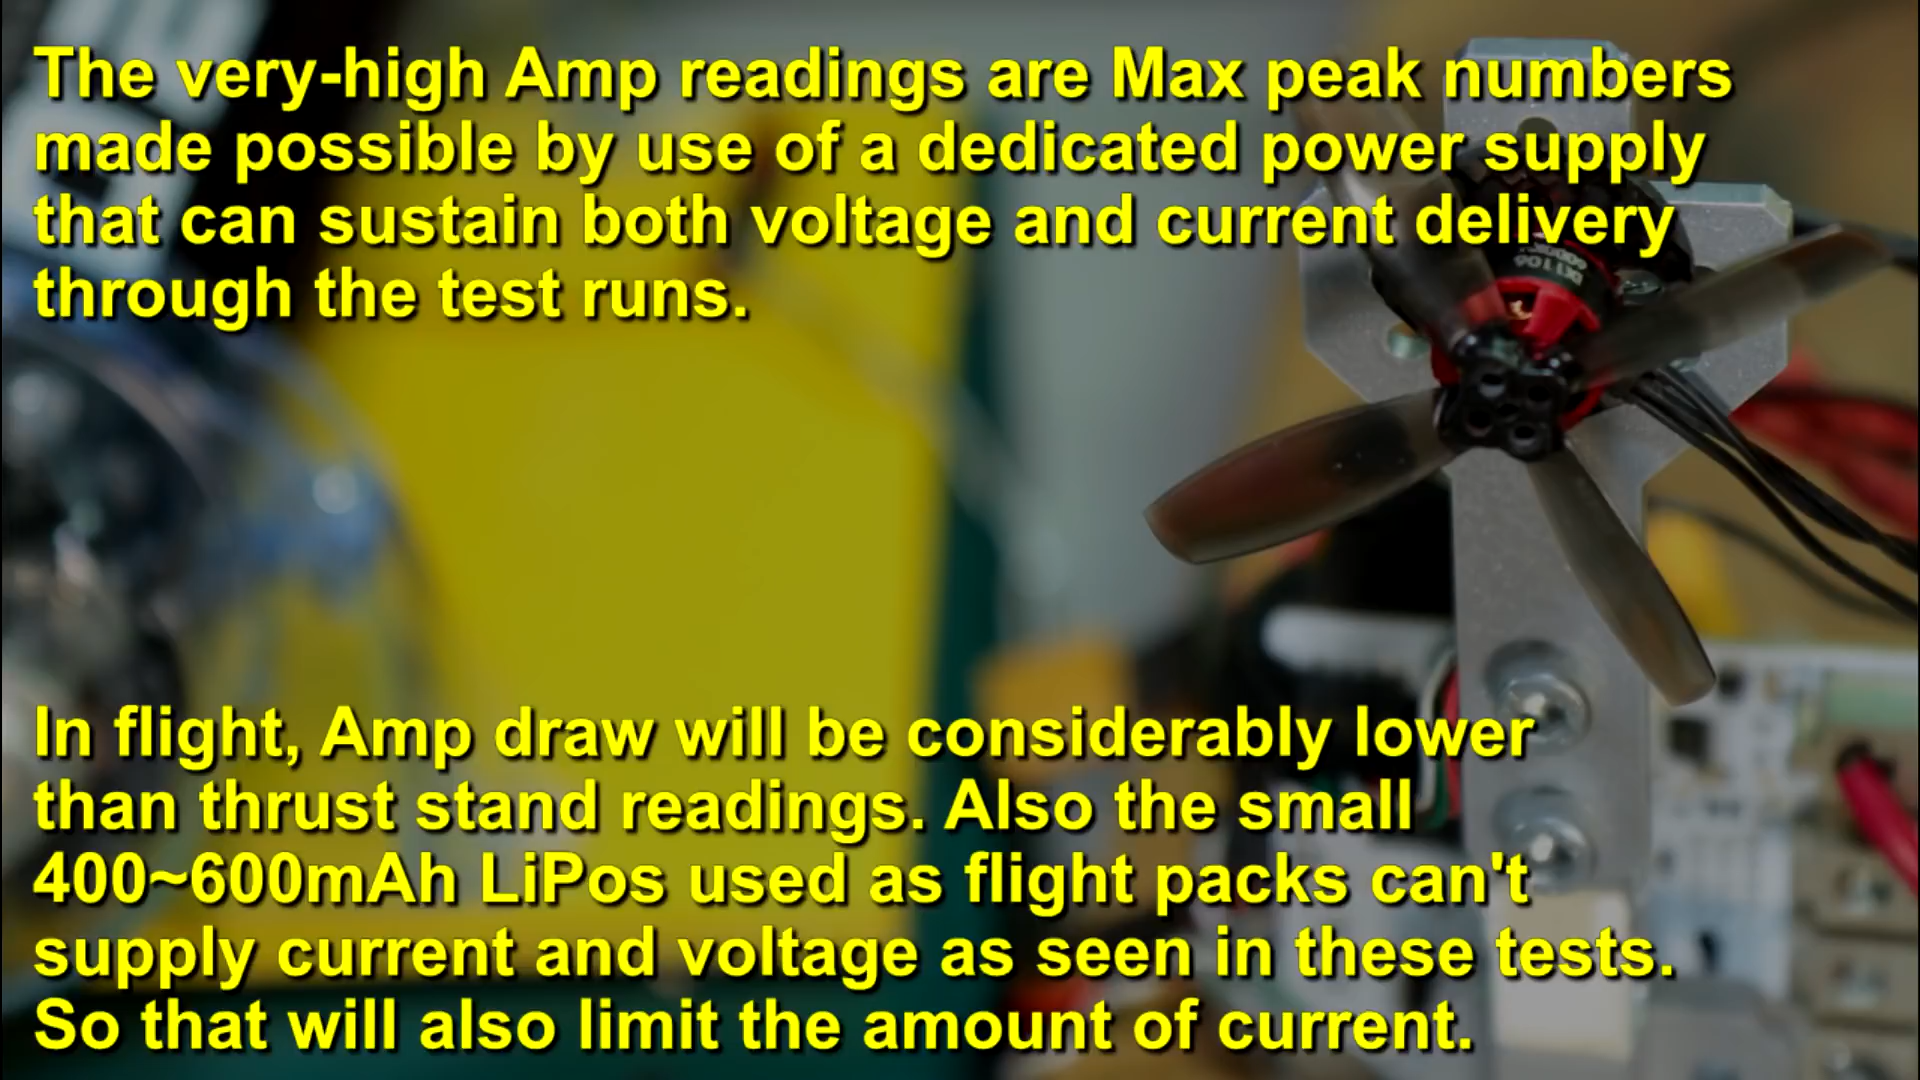 The very-high Amp readings are Max peak numbers
made possible by use of a dedicated power supply
that can sustain both voltage and current delivery
through the test runs.
In flight, Amp draw will be considerably lower
than thrust stand readings. Also the small
400~600mAh LiPos used as flight packs can't
supply current and voltage as seen in these tests.
So that will also limit the amount of current.